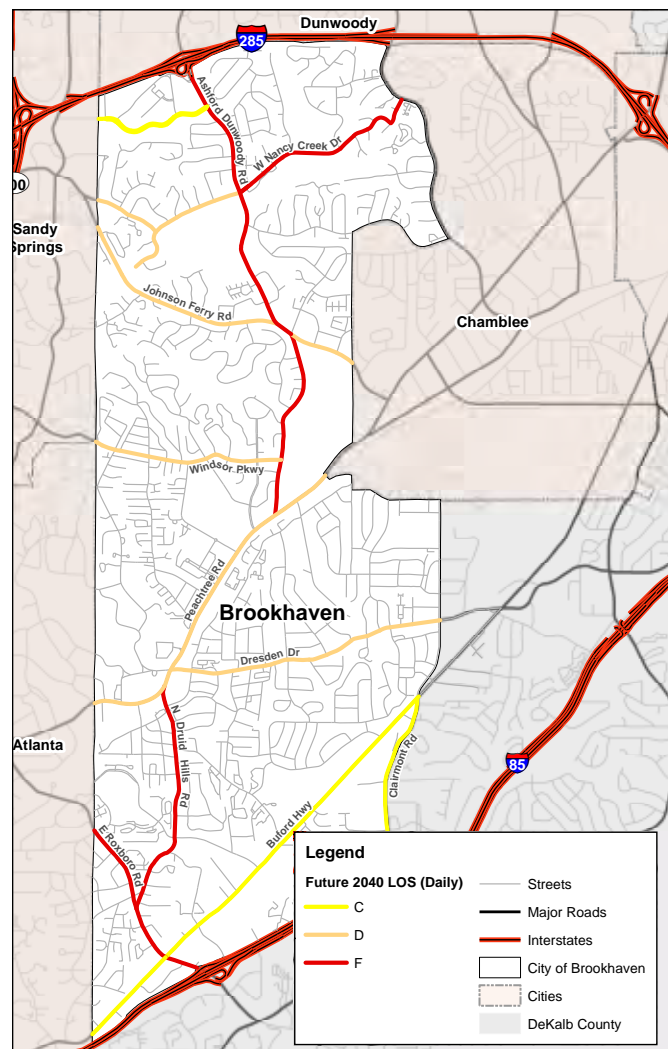 Dunwoody
285
Ashford Dunwoody Rd
W Nancy Creek Dr
00
Sandy
Springs
Johnson Ferry Rd
Chamblee
Windsor Pkwy
Peachtree Rd
Brookhaven
Dresden Dr
N Druid Hills Rd
Atlanta
Clairmont Rd
85
Buford Hwy
E Roxboro Rd
Legend
Future 2040 LOS (Daily)
C
D
F
Streets
Major Roads
Interstates
City of Brookhaven
Cities
DeKalb County